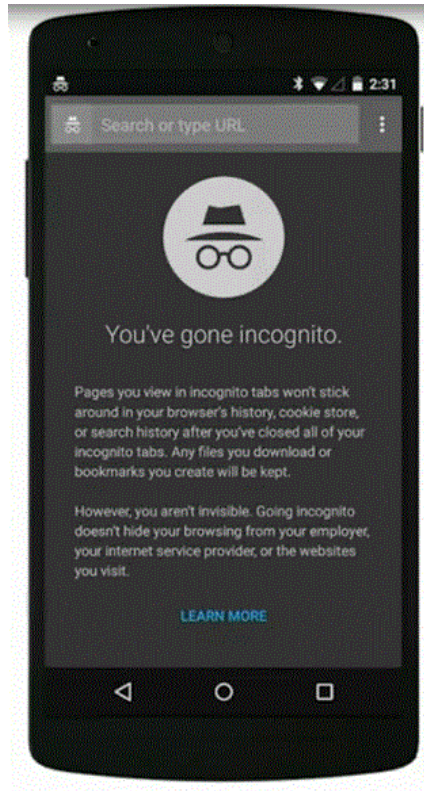 2:31
Search or type URL
You've gone incognito.
Pages you view in incognito tabs won't stick
around in your browser's history, cookie store,
or search history after you've closed all of your
incognito tabs. Any files you download or
bookmarks you create will be kept.
However, you aren't invisible. Going incognito
doesn't hide your browsing from your employer,
your internet service provider, or the websites
you visit.
LEARN MORE